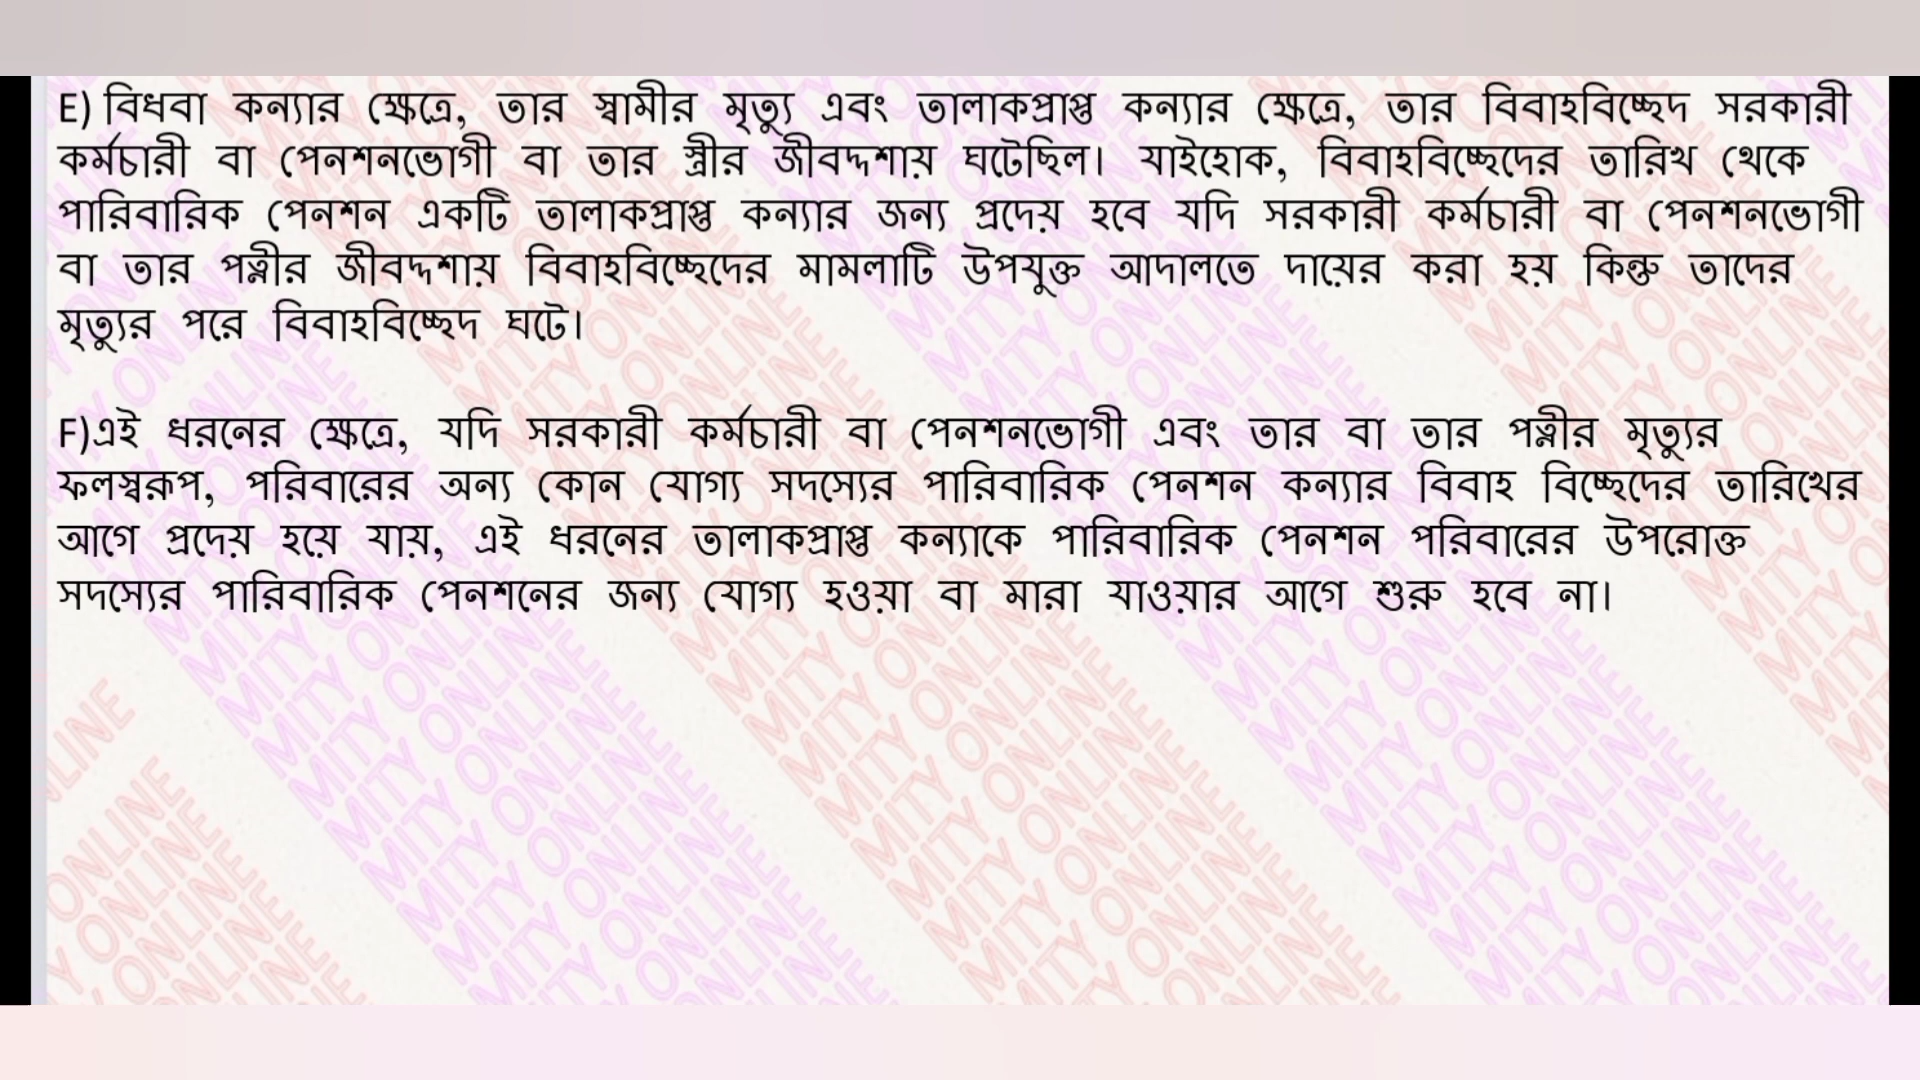 E) বিধবা কন্যার ক্ষেত্রে, তার স্বামীর মৃত্যু এবং তালাকপ্রাপ্ত কন্যার ক্ষেত্রে, তার বিবাহবিচ্ছেদ সরকারী
কর্মচারী বা পেনশনভোগী বা তার স্ত্রীর জীবদ্দশায় ঘটেছিল। যাইহোক, বিবাহবিচ্ছেদের তারিখ থেকে
পারিবারিক পেনশন একটি তালাকপ্রাপ্ত কন্যার জন্য প্রদেয় হবে যদি সরকারী কর্মচারী বা পেনশনভোগী
বা তার পত্নীর জীবদ্দশায় বিবাহবিচ্ছেদের মামলাটি উপযুক্ত আদালতে দায়ের করা হয় কিন্তু তাদের
মৃত্যুর পরে বিবাহবিচ্ছেদ ঘটে।
F)এই ধরনের ক্ষেত্রে, যদি সরকারী কর্মচারী বা পেনশনভোগী এবং তার বা তার পত্নীর মৃত্যুর
ফলস্বরূপ, পরিবারের অন্য কোন যোগ্য সদস্যের পারিবারিক পেনশন কন্যার বিবাহ বিচ্ছেদের তারিখের
আগে প্রদেয় হয়ে যায়, এই ধরনের তালাকপ্রাপ্ত কন্যাকে পারিবারিক পেনশন পরিবারের উপরোক্ত
সদস্যের পারিবারিক পেনশনের জন্য যোগ্য হওয়া বা মারা যাওয়ার আগে শুরু হবে না।
MITY ONLINE